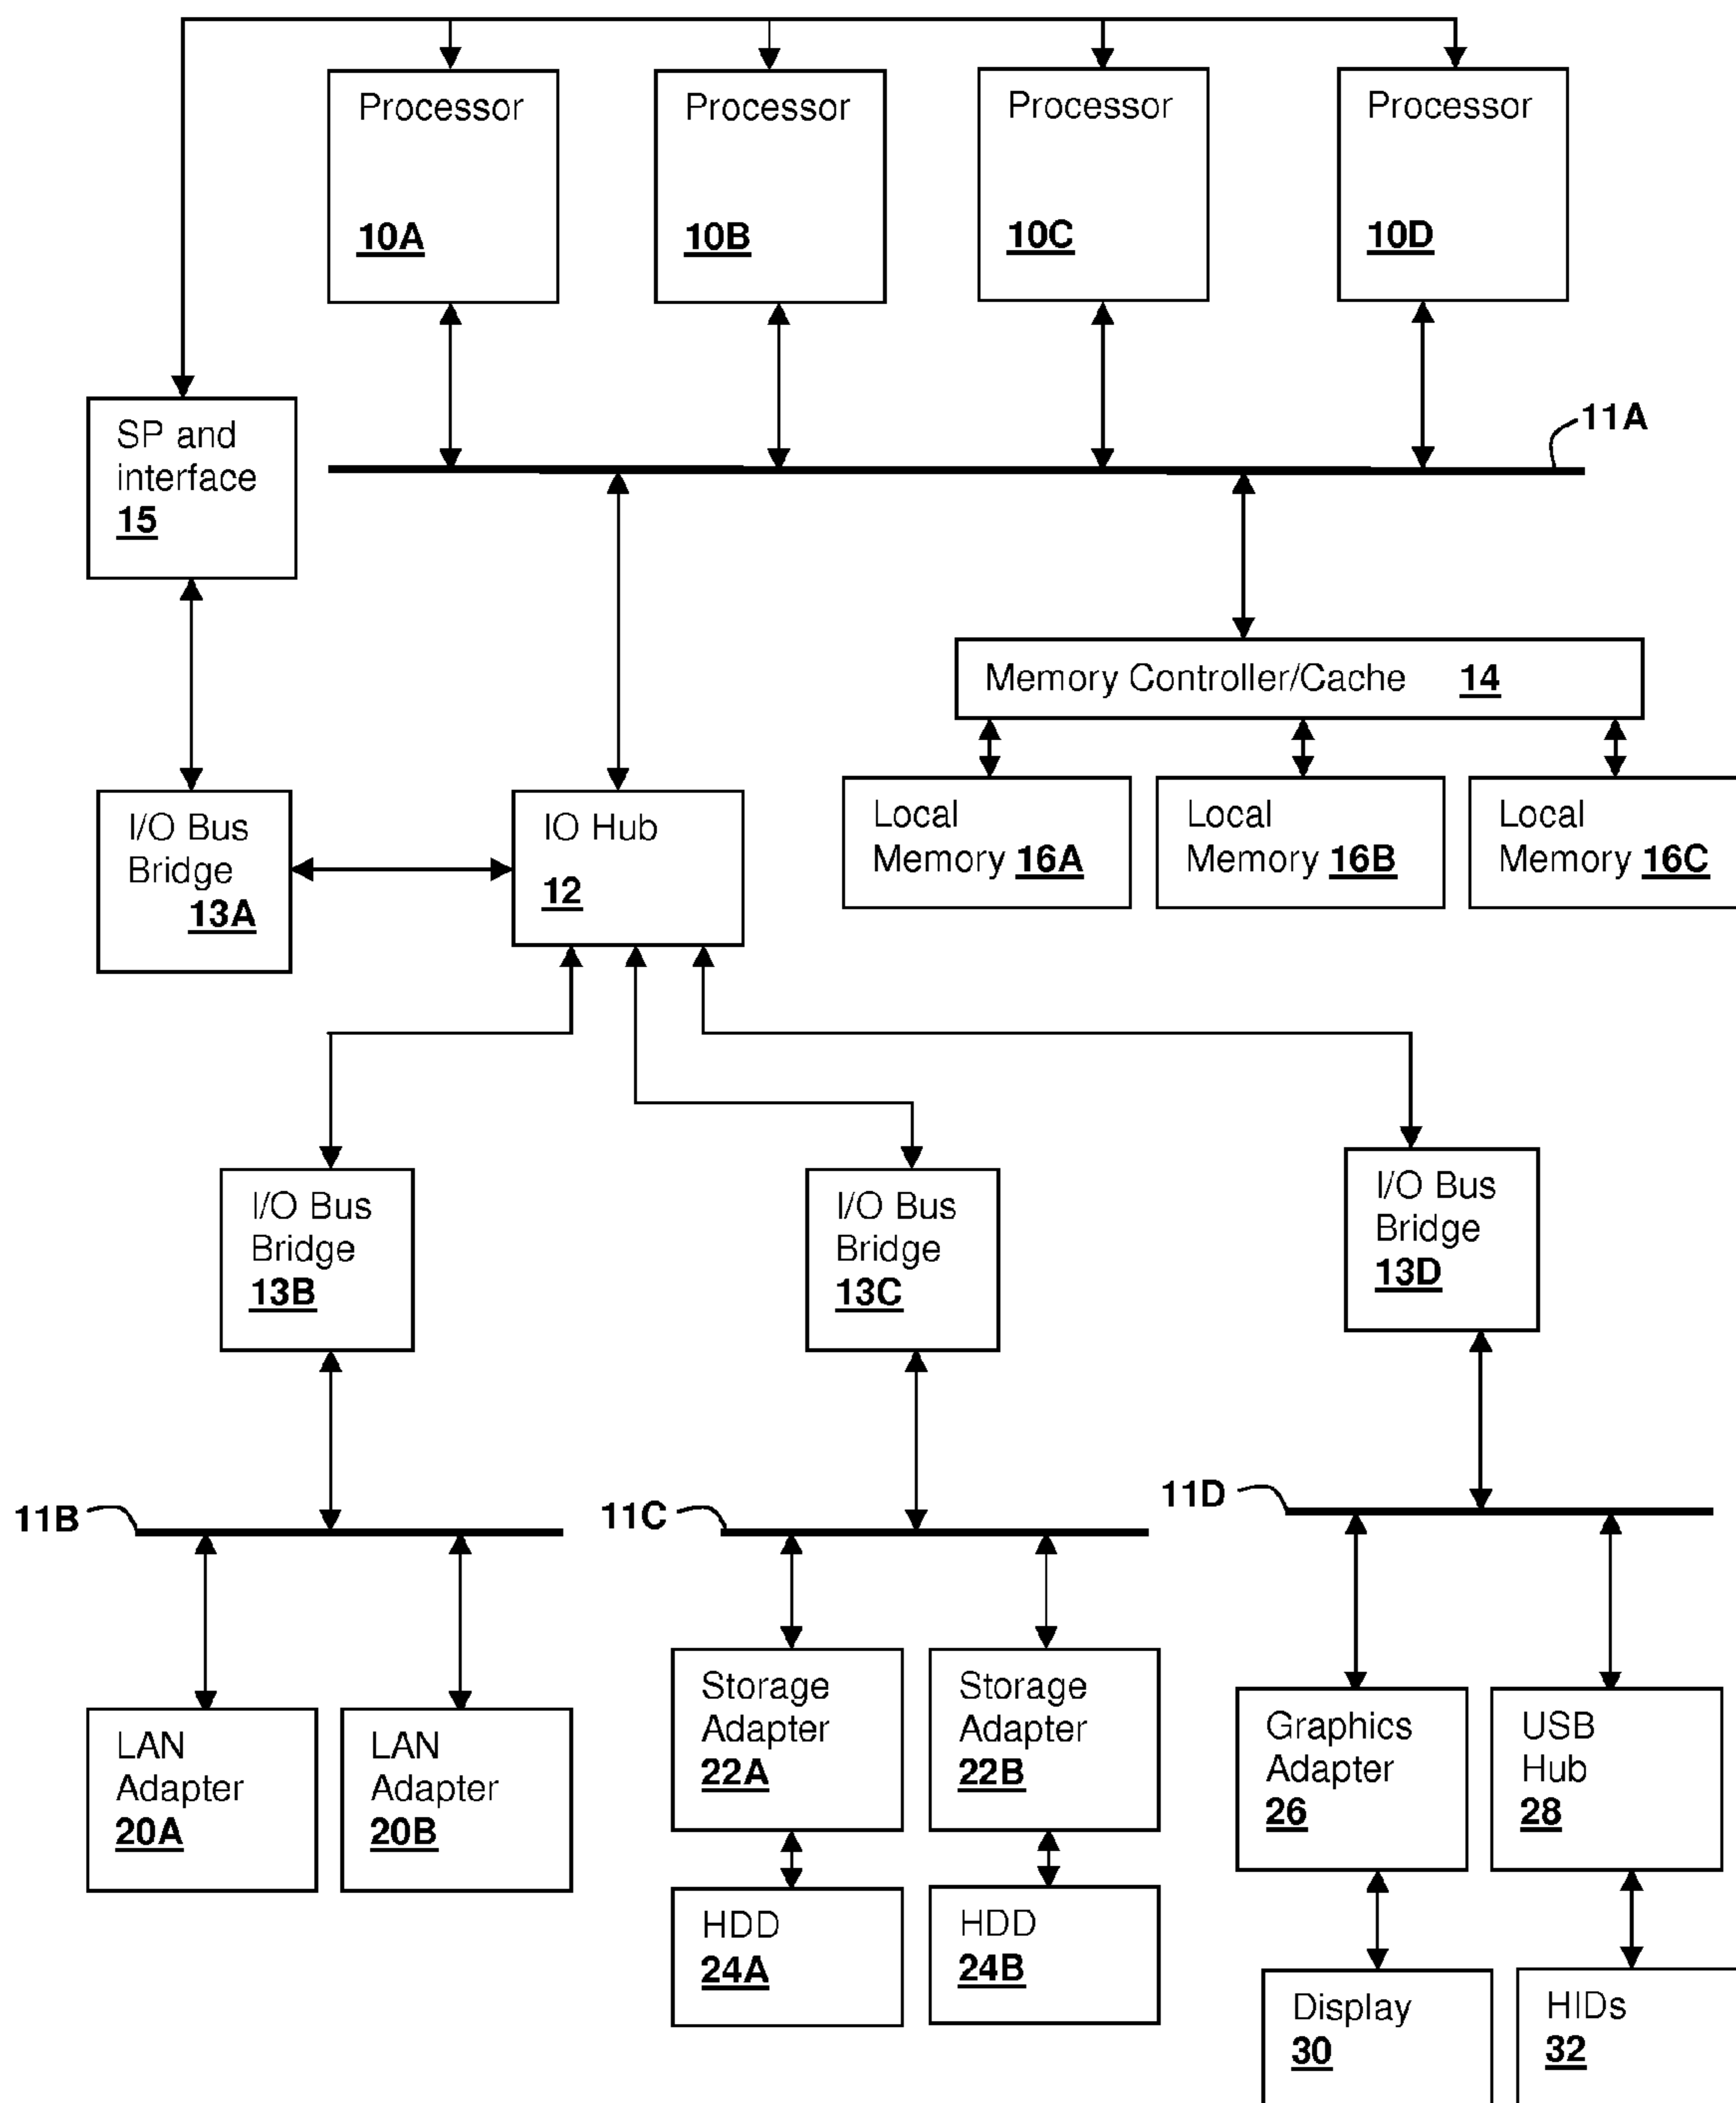 Processor
10A
Processor
10B
Processor
10C
Processor
10D
11A
SP and
interface
15
Memory Controller/Cache 14
I/O Bus
Bridge
13A
IO Hub
12
Local
Memory 16A
Local
Memory 16B
Local
Memory 16C
I/O Bus
Bridge
13B
I/O Bus
Bridge
13C
I/O Bus
Bridge
13D
11B
11C
11D
LAN
Adapter
20A
LAN
Adapter
20B
Storage
Adapter
22A
Storage
Adapter
22B
Graphics
Adapter
26
USB
Hub
28
HDD
24A
HDD
24B
Display
30
HIDs
32